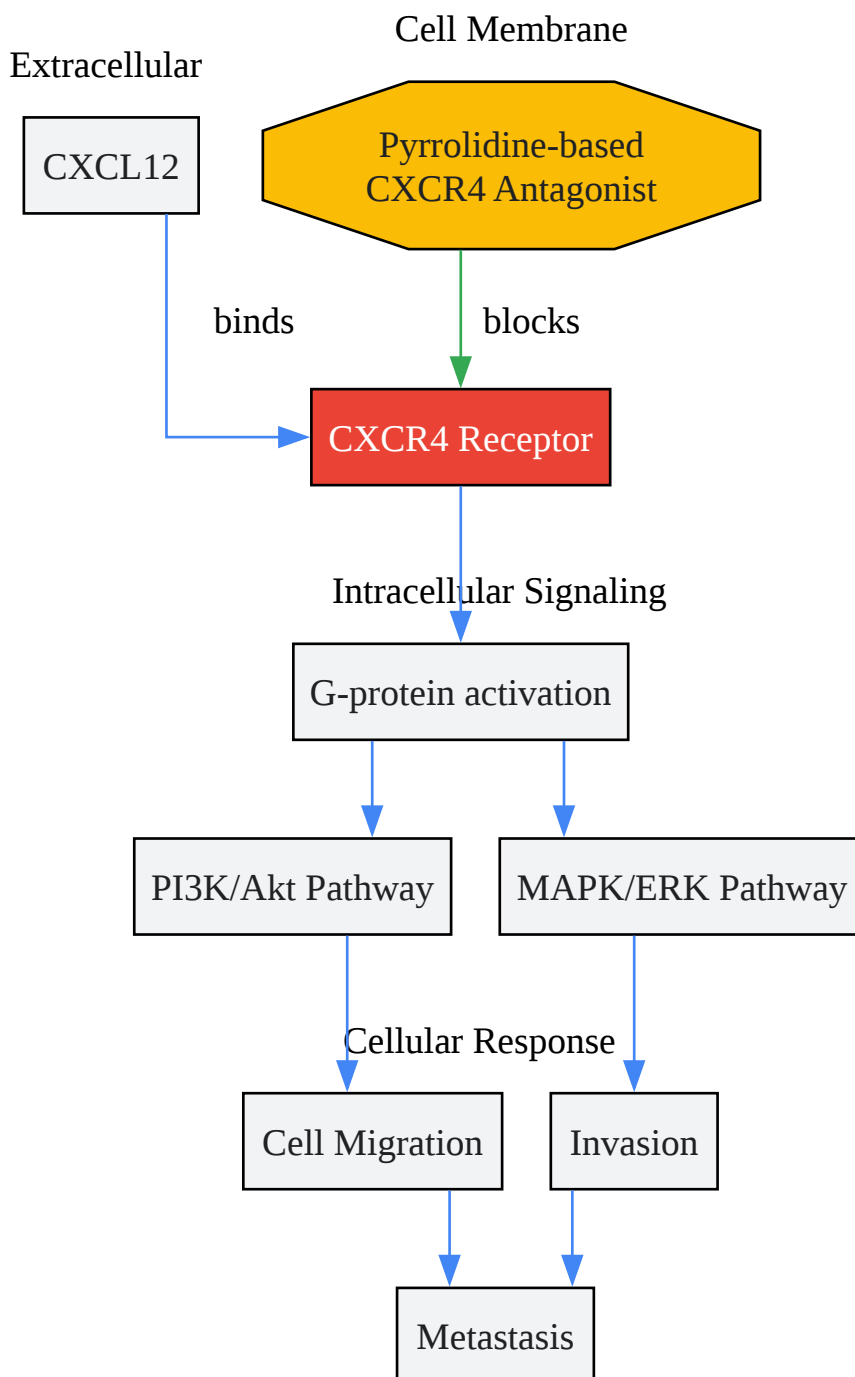 Cell Membrane
Extracellular
CXCL12
Pyrrolidine-based
CXCR4 Antagonist
binds
blocks
CXCR4 Receptor
Intracellular Signaling
G-protein activation
PI3K/Akt Pathway
MAPK/ERK Pathway
Cellular Response
Cell Migration
Invasion
Metastasis